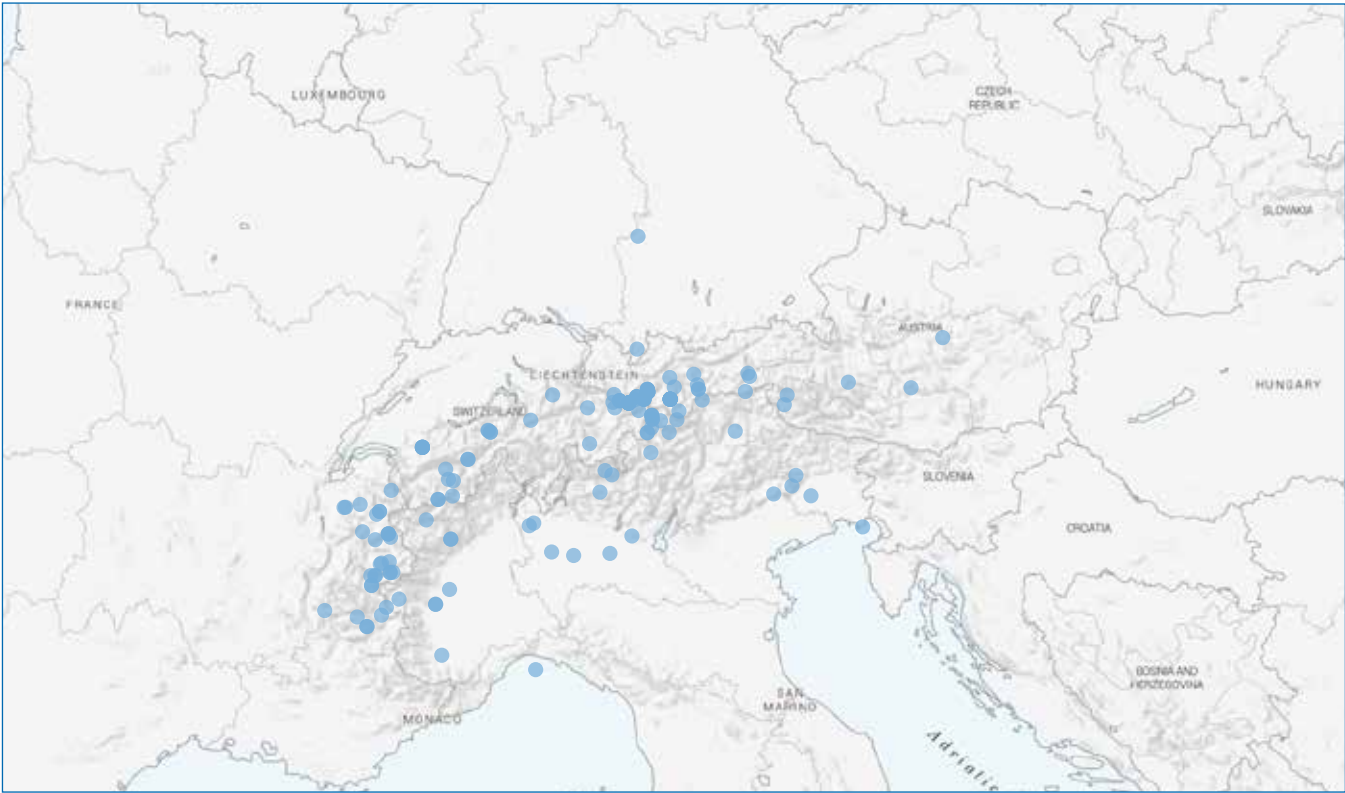 LUXEMBOURG
CZECH
REPUBLIC
SLOVAKIA
FRANCE
AUSTRIA
LIECHTENSTEIN
HUNGARY
SWITZERLAND
SLOVENIA
CROATIA
BOSNIA AND
HERZEGOVINA
SAN
MARINO
MONACO
Adriatic